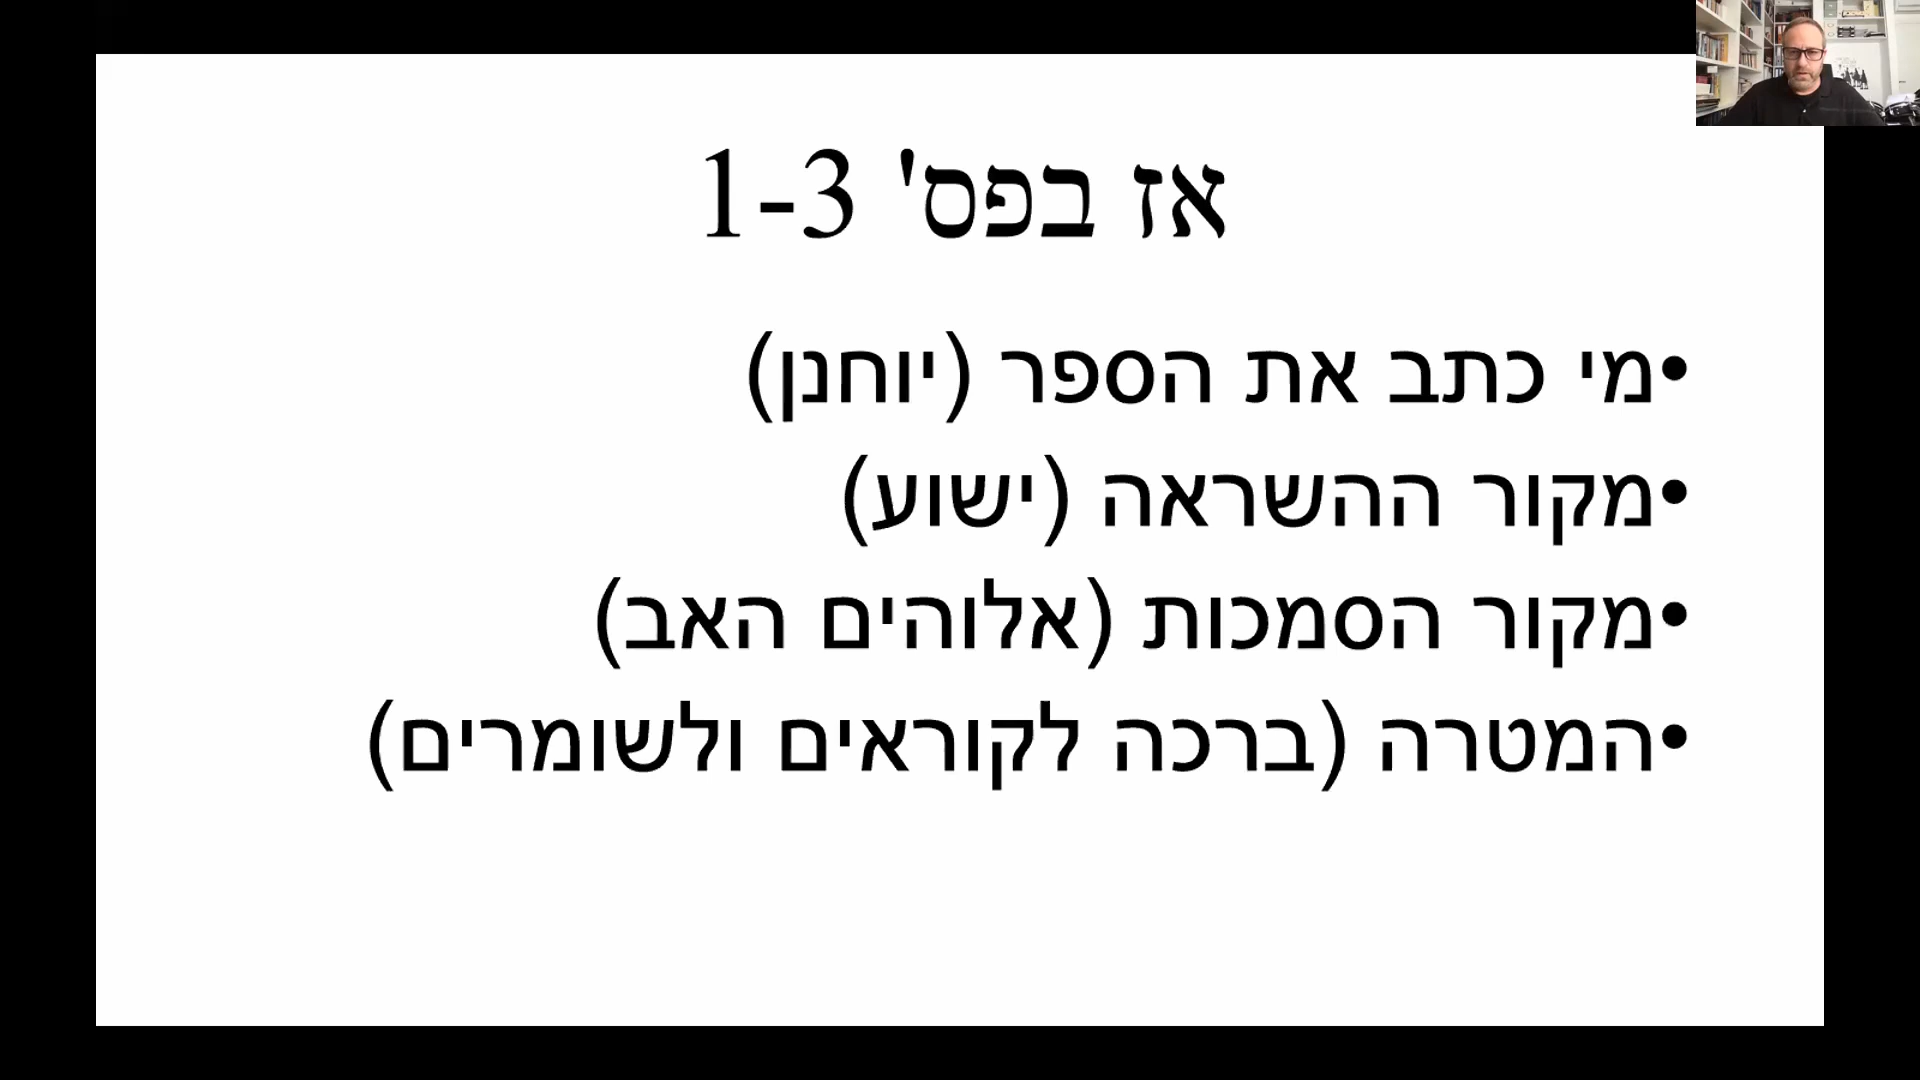 אז בפס' 1-3
•מי כתב את הספר (יוחנן)
•מקור ההשראה (ישוע)
•מקור הסמכות (אלוהים האב)
•המטרה (ברכה לקוראים ולשומרים)